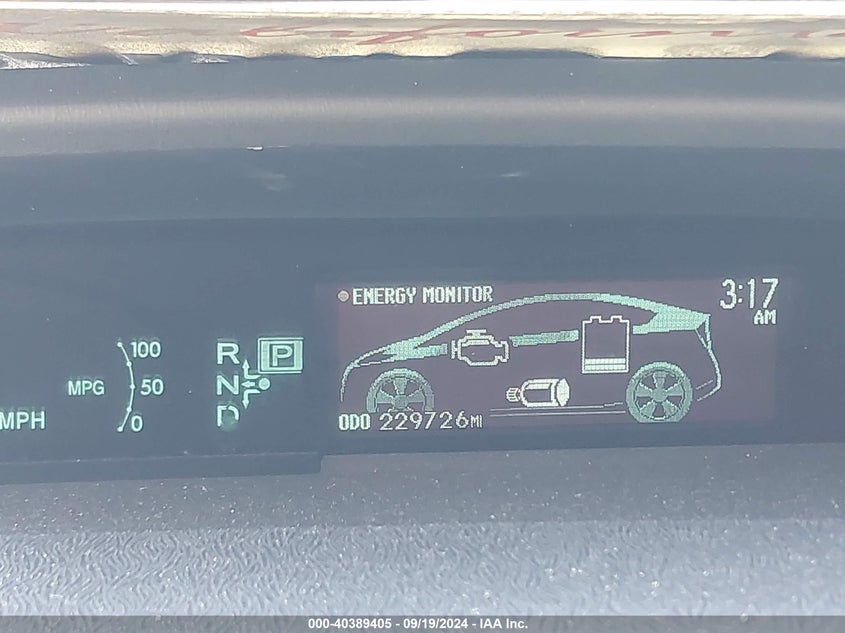 ENERGY MONITOR
3:17
AM
100
R
P
MPG
50
N
MPH
0
D
ODO 229726MI
000-40389405 - 09/19/2024 - IAA Inc.